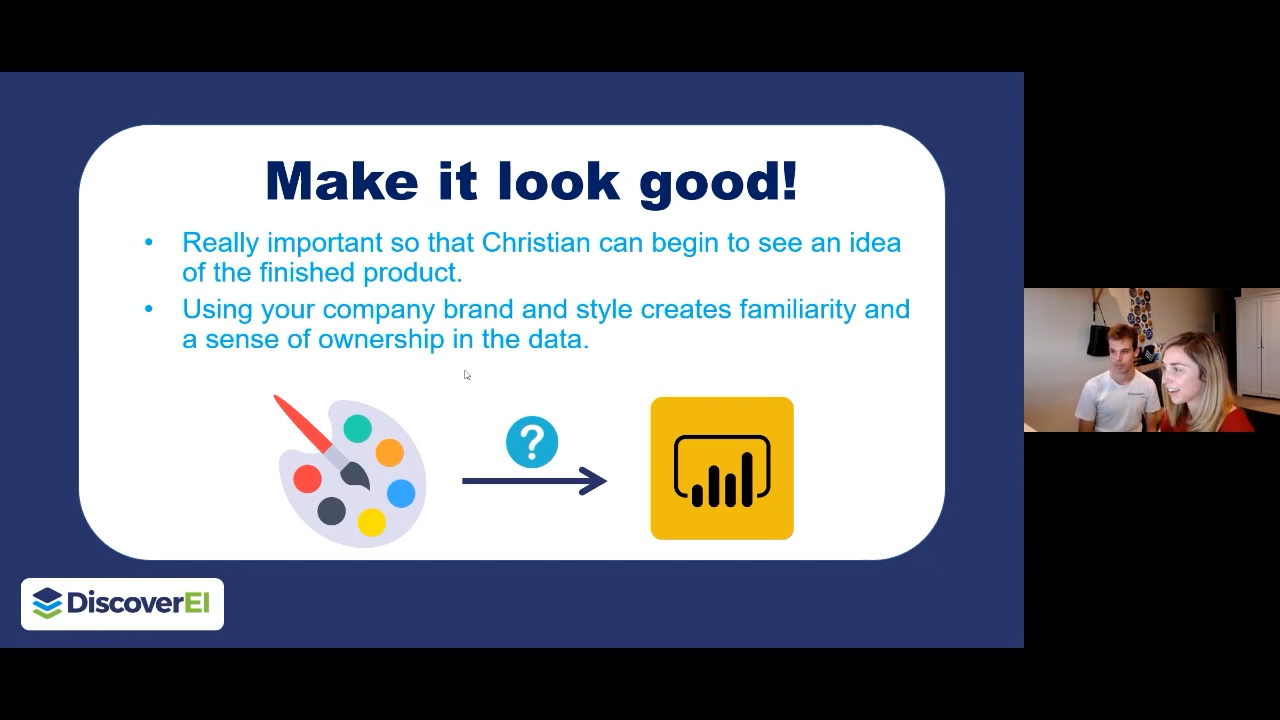 Make it look good!
• Really important so that Christian can begin to see an idea
of the finished product.
• Using your company brand and style creates familiarity and
a sense of ownership in the data.
?
DiscoverEI